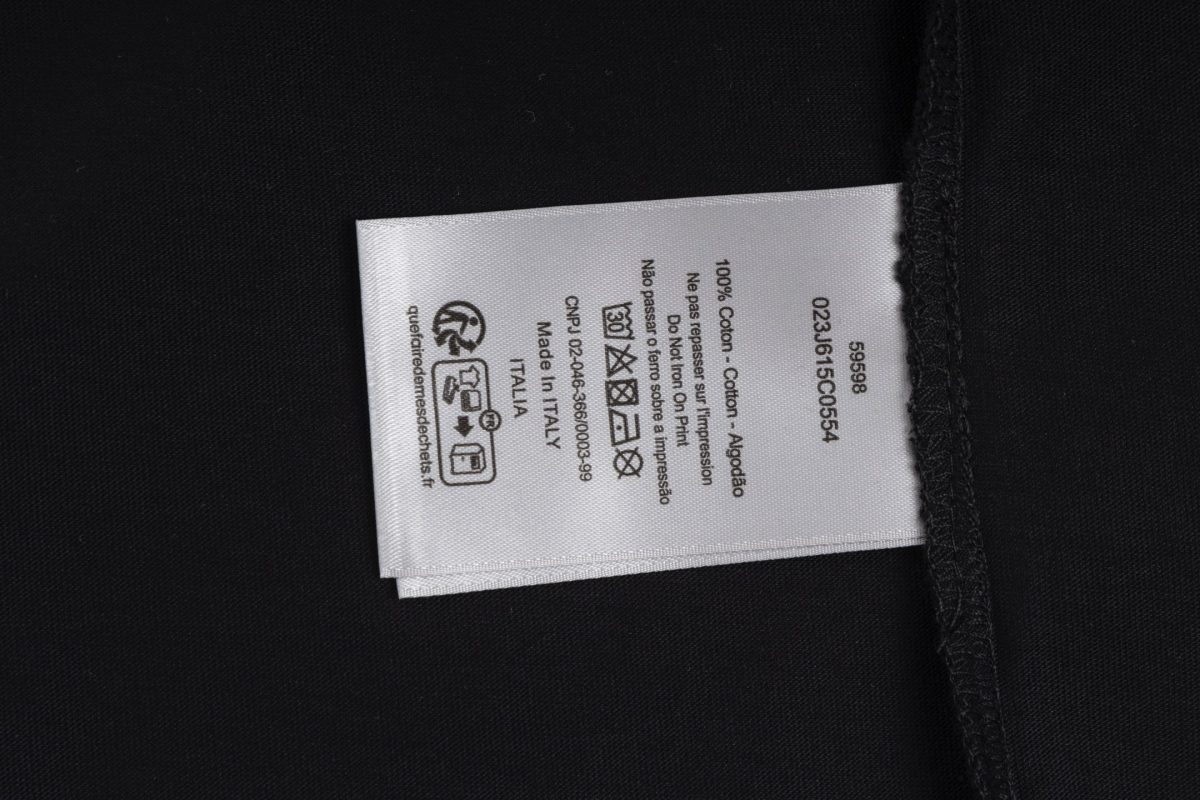 59598
023J615C0554
100% Coton - Cotton - Algodão
Ne pas repasser sur l'impression
Do Not Iron On Print
Não passar o ferro sobre a impressão
30
CNPJ 02-046-366/0003-99
Made In ITALY
ITALIA
FR
quefairedemesdechets.fr